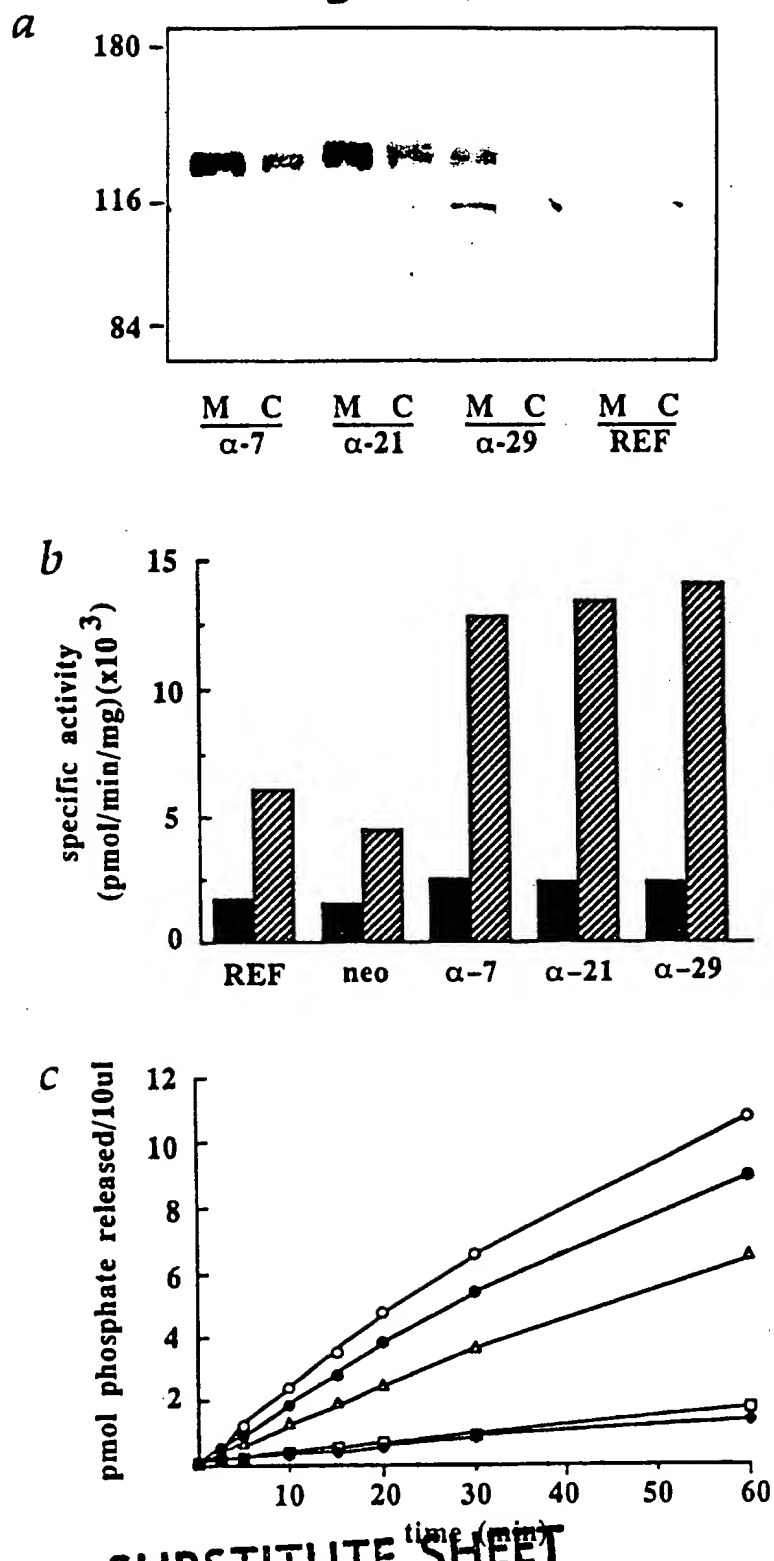 a
180
116
84
M C M C M C M C
α-7 α-21 α-29 REF
b
specific activity
(pmol/min/mg)(x10³)
15
10
5
0
REF neo α-7 α-21 α-29
c
pmol phosphate released/10ul
12
10
8
6
4
2
10 20 30 40 50 60
time (min)
SUBSTITUTE SHEET